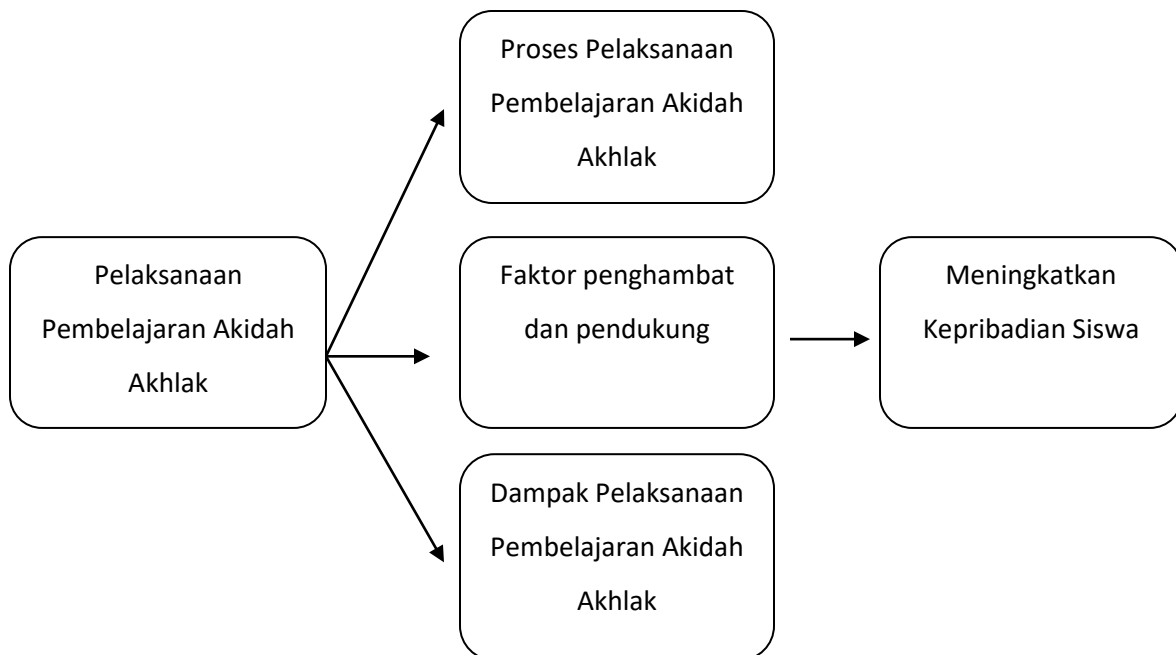 Proses Pelaksanaan
Pembelajaran Akidah
Akhlak
Pelaksanaan
Pembelajaran Akidah
Akhlak
Faktor penghambat
dan pendukung
Meningkatkan
Kepribadian Siswa
Dampak Pelaksanaan
Pembelajaran Akidah
Akhlak